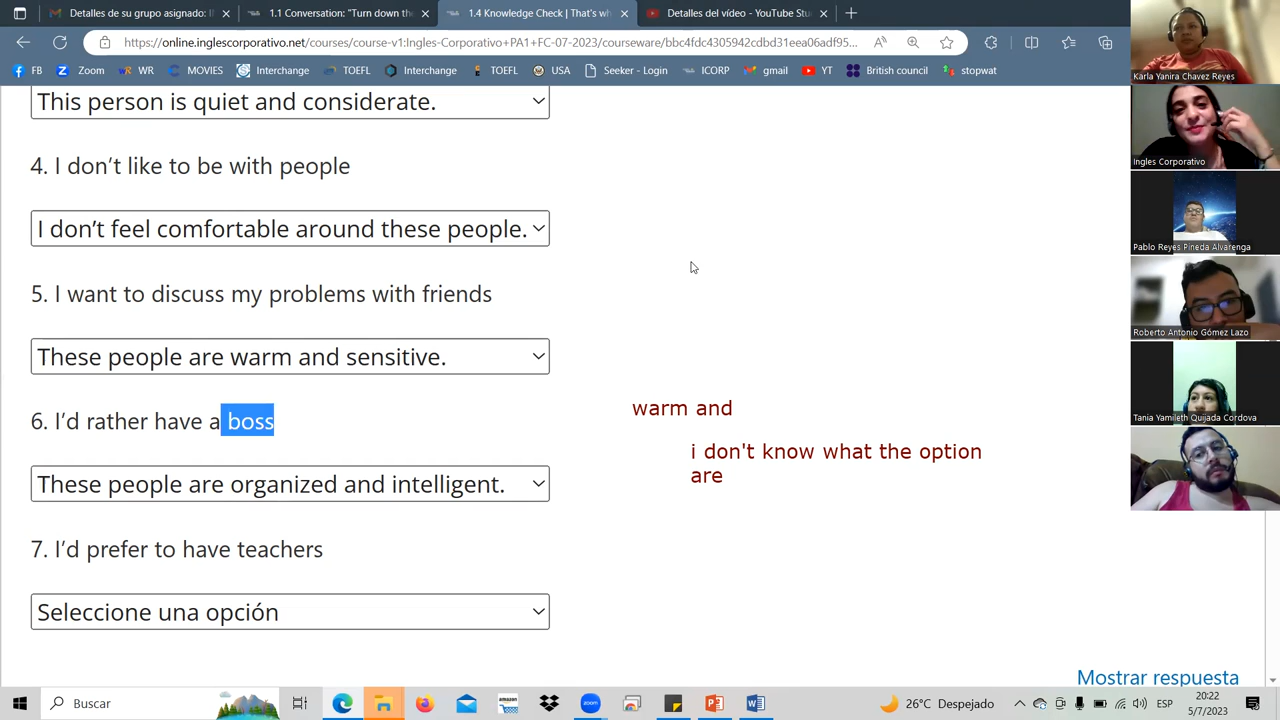 Detalles de su grupo asignado: I
1.1 Conversation: "Turn down th
1.4 Knowledge Check | That's wh
Detalles del vídeo - YouTube Stu
https://online.inglescorporativo.net/courses/course-v1:Ingles-Corporativo+PA1+FC-07-2023/courseware/bbc4fdc4305942cdbd31eea06adf95...
FB
Zoom
WR
MOVIES
Interchange
TOEFL
Interchange
TOEFL
USA
Seeker - Login
ICORP
gmail
YT
British council
stopwat
This person is quiet and considerate.
4. I don't like to be with people
I don't feel comfortable around these people.
5. I want to discuss my problems with friends
These people are warm and sensitive.
6. I'd rather have a boss
warm and
i don't know what the option
are
These people are organized and intelligent.
7. I'd prefer to have teachers
Seleccione una opción
Mostrar respuesta
Karla Yanira Chavez Reyes
Ingles Corporativo
Pablo Reyes Pineda Alvarenga
Roberto Antonio Gómez Lazo
Tania Yamileth Quijada Cordova
Buscar
amazon
zoom
26°C Despejado
ESP
20:22
5/7/2023